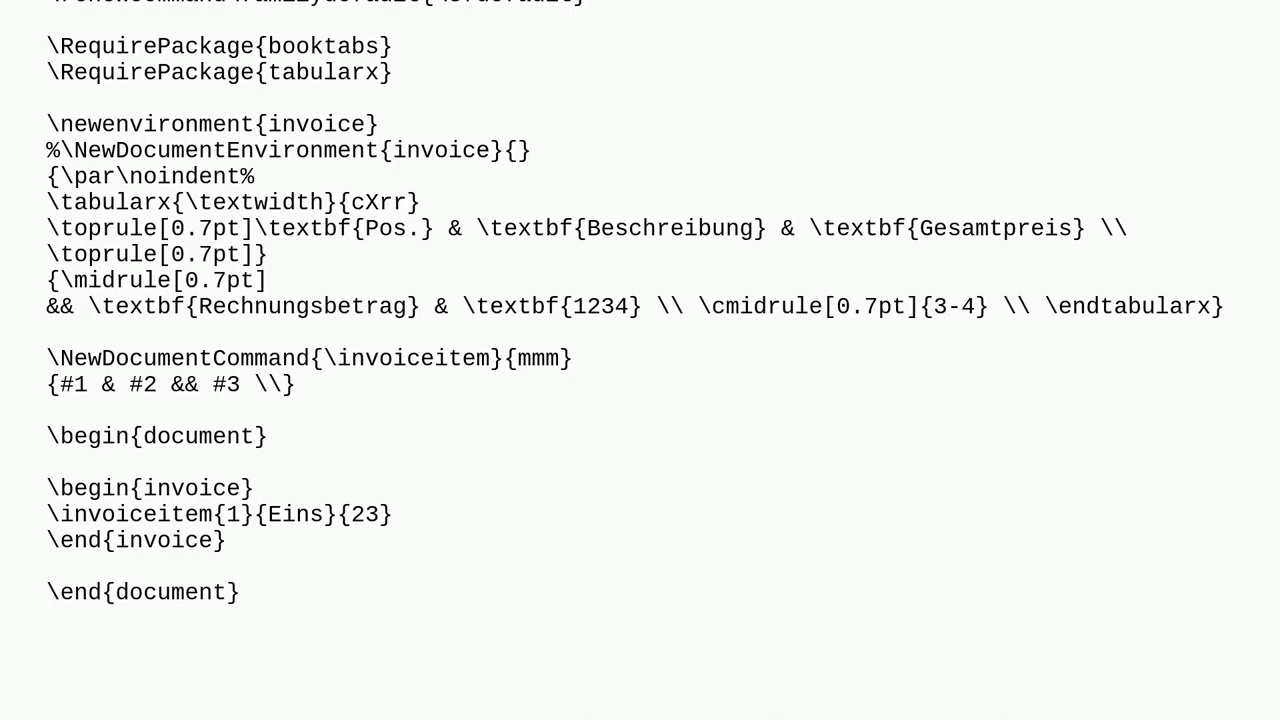 \RequirePackage{booktabs}
\RequirePackage{tabularx}
\newenvironment{invoice}
%\NewDocumentEnvironment{invoice}{}
{\par\noindent%
\tabularx{\textwidth}{cXrr}
\toprule[0.7pt]\textbf{Pos.} & \textbf{Beschreibung} & \textbf{Gesamtpreis} \\
\toprule[0.7pt]}
{\midrule[0.7pt]
&& \textbf{Rechnungsbetrag} & \textbf{1234} \\ \cmidrule[0.7pt]{3-4} \\ \endtabularx}
\NewDocumentCommand{\invoiceitem}{mmm}
{#1 & #2 && #3 \\}
\begin{document}
\begin{invoice}
\invoiceitem{1}{Eins}{23}
\end{invoice}
\end{document}